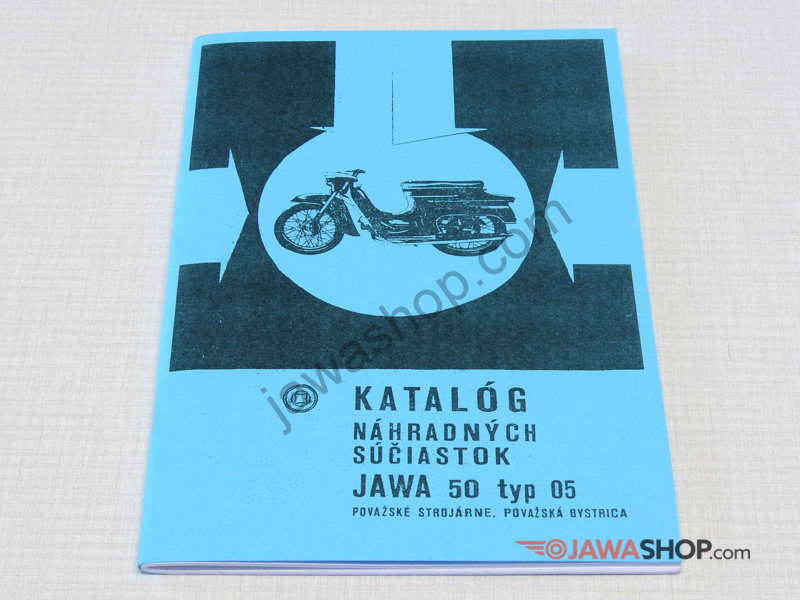 jawashop.com
KATALÓG
NÁHRADNÝCH
SÚČIASTOK
JAWA 50 typ 05
POVAŽSKÉ STROJÁRNE, POVAŽSKÁ BYSTRICA
JAWASHOP.com